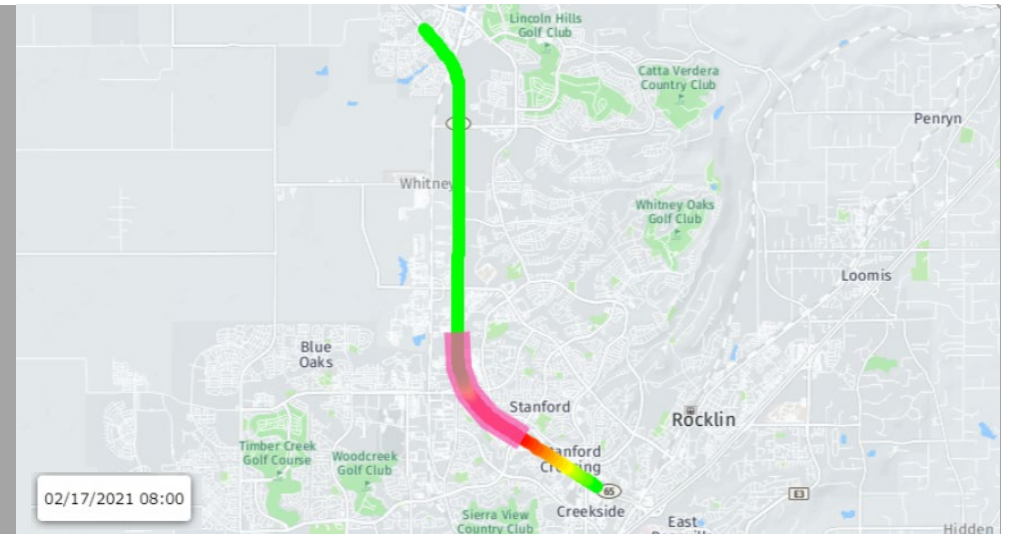 Lincoln Hills
Golf Club
Catta Verdera
Country Club
Penryn
Whitney
Whitney Oaks
Golf Club
Loomis
Blue
Oaks
Stanford
Rocklin
Timber Creek
Golf Course
Woodcreek
Golf Club
Stanford
Crossing
02/17/2021 08:00
65
E3
Creekside
Sierra View
Country Club
East
Hidden